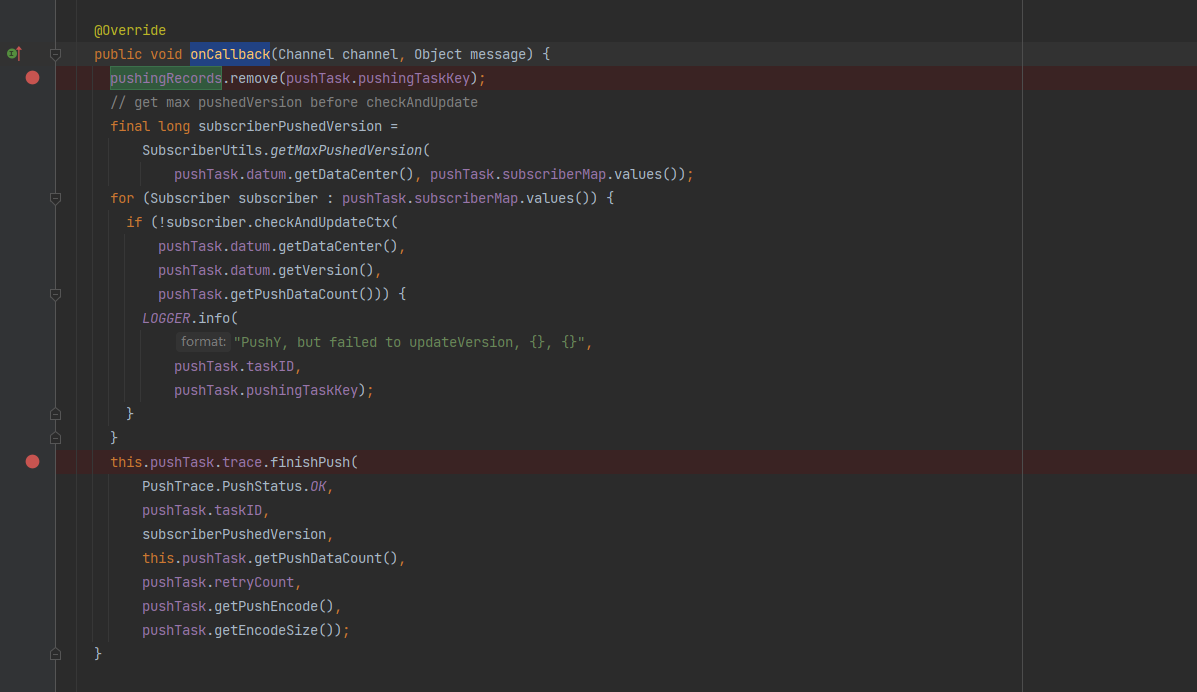 @Override
public void onCallback(Channel channel, Object message) {
pushingRecords.remove(pushTask.pushingTaskKey);
// get max pushedVersion before checkAndUpdate
final long subscriberPushedVersion =
SubscriberUtils.getMaxPushedVersion(
pushTask.datum.getDataCenter(), pushTask.subscriberMap.values());
for (Subscriber subscriber : pushTask.subscriberMap.values()) {
if (!subscriber.checkAndUpdateCtx(
pushTask.datum.getDataCenter(),
pushTask.datum.getVersion(),
pushTask.getPushDataCount())) {
LOGGER.info(
format: "PushY, but failed to updateVersion, {}, {}",
pushTask.taskID,
pushTask.pushingTaskKey);
}
}
this.pushTask.trace.finishPush(
PushTrace.PushStatus.OK,
pushTask.taskID,
subscriberPushedVersion,
this.pushTask.getPushDataCount(),
pushTask.retryCount,
pushTask.getPushEncode(),
pushTask.getEncodeSize());
}